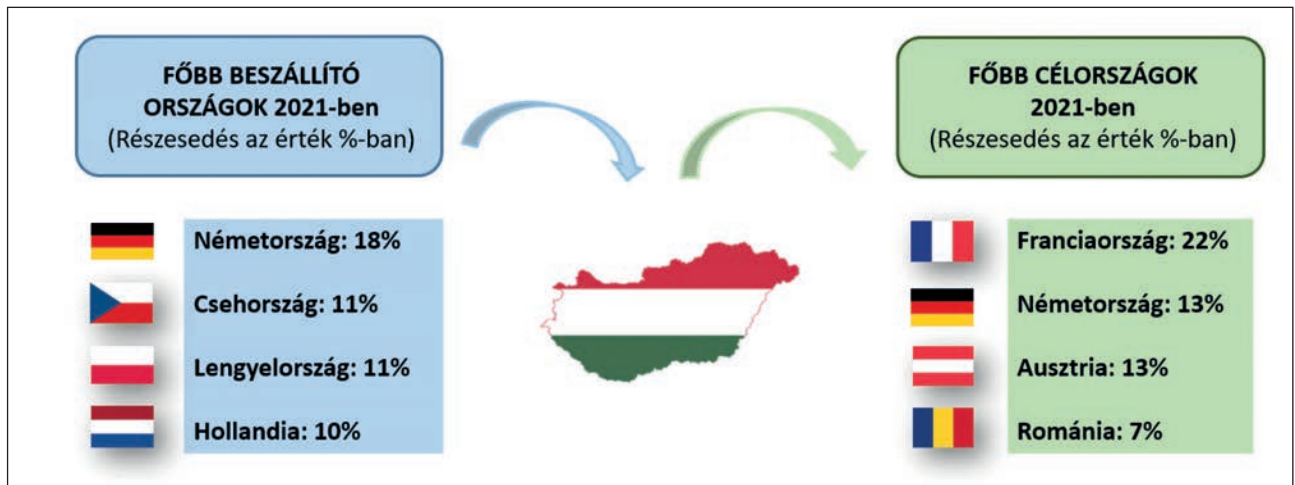 FŐBB BESZÁLLÍTÓ
ORSZÁGOK 2021-ben
(Részesedés az érték %-ban)
Németország: 18%
Csehország: 11%
Lengyelország: 11%
Hollandia: 10%
FŐBB CÉLORSZÁGOK
2021-ben
(Részesedés az érték %-ban)
Franciaország: 22%
Németország: 13%
Ausztria: 13%
Románia: 7%